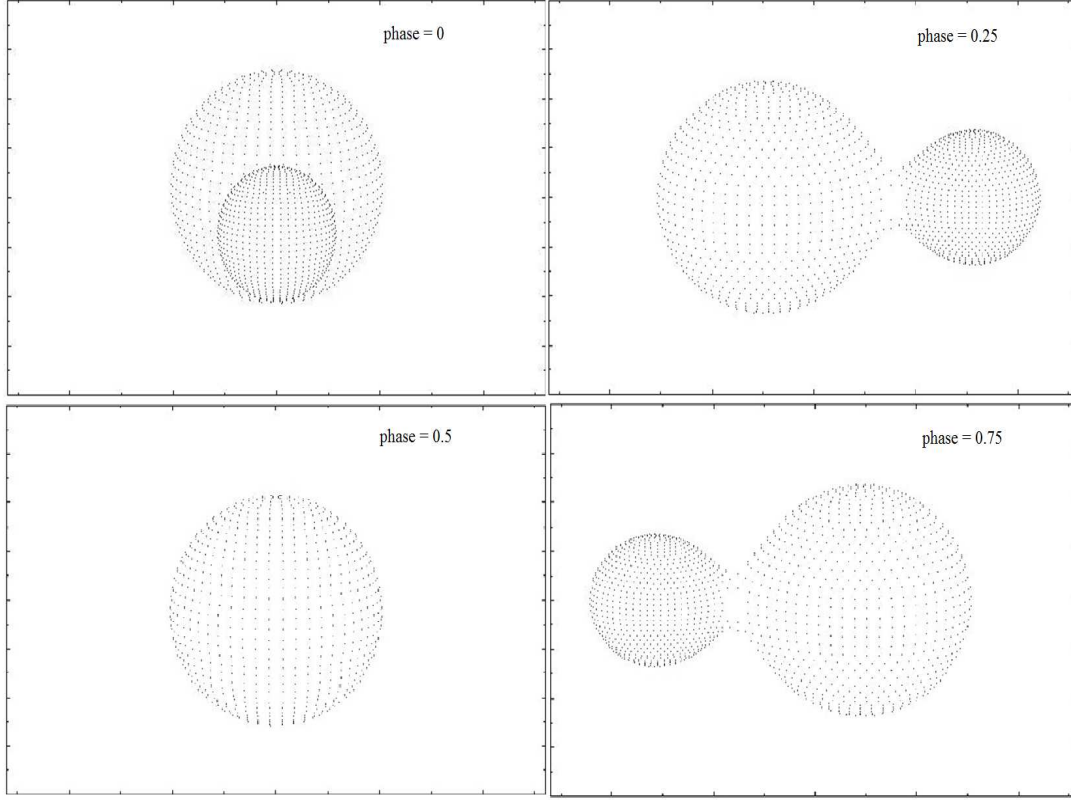 phase = 0
phase = 0.25
phase = 0.5
phase = 0.75